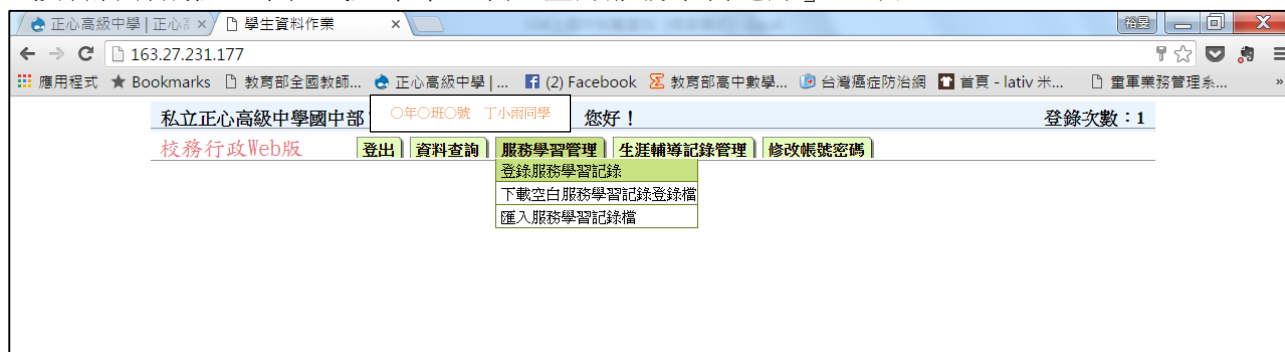 正心高級中學 | 正心高 × 學生資料作業 × 裕旻
163.27.231.177
應用程式 Bookmarks 教育部全國教師... 正心高級中學 | ... (2) Facebook 教育部高中數學... 台灣癌症防治網 首頁 - lativ 米... 童軍業務管理系... »
私立正心高級中學國中部 ○年○班○號 丁小雨同學 您好！ 登錄次數：1
校務行政Web版 登出 資料查詢 服務學習管理 生涯輔導記錄管理 修改帳號密碼
登錄服務學習記錄
下載空白服務學習記錄登錄檔
匯入服務學習記錄檔